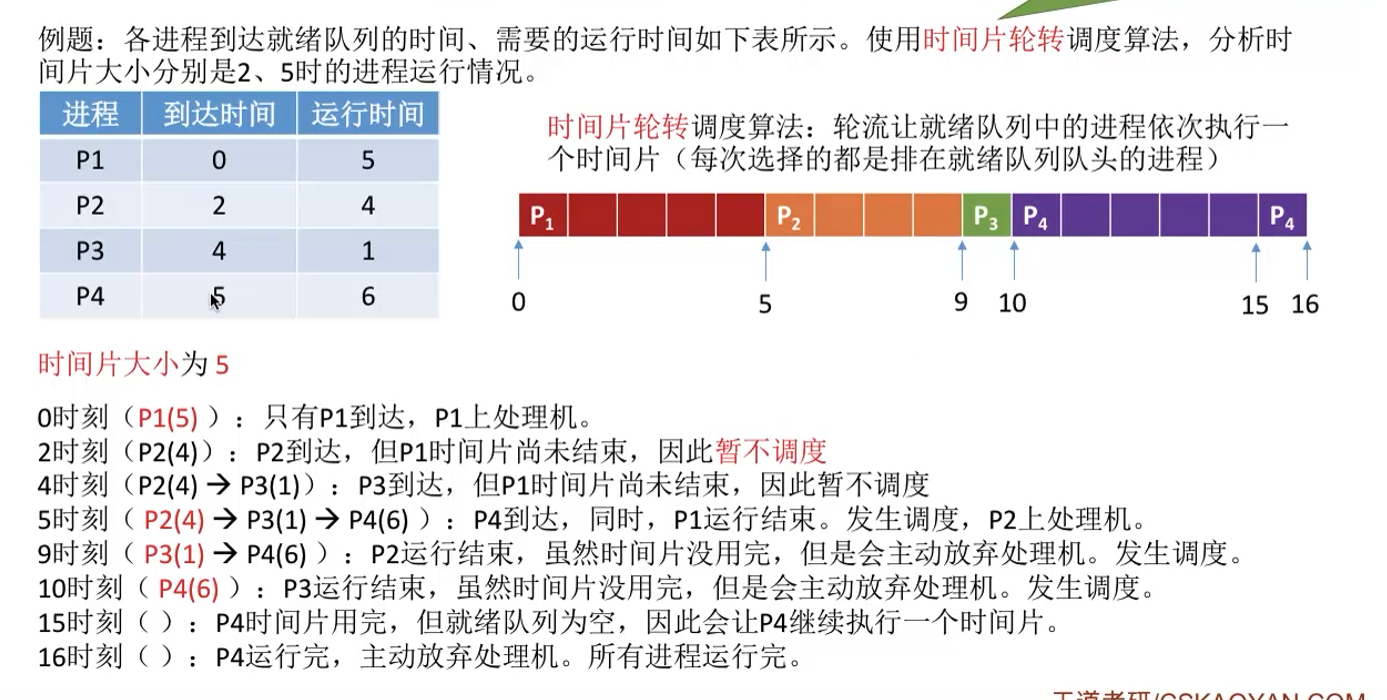 例题：各进程到达就绪队列的时间、需要的运行时间如下表所示。使用时间片轮转调度算法，分析时
间片大小分别是2、5时的进程运行情况。
进程 到达时间 运行时间
P1 0 5
P2 2 4
P3 4 1
P4 5 6
时间片轮转调度算法：轮流让就绪队列中的进程依次执行一
个时间片（每次选择的都是排在就绪队列队头的进程）
P1 P2 P3 P4 P4
0 5 9 10 15 16
时间片大小为 5
0时刻（P1(5) ）：只有P1到达，P1上处理机。
2时刻（P2(4)）：P2到达，但P1时间片尚未结束，因此暂不调度
4时刻（P2(4) → P3(1)）：P3到达，但P1时间片尚未结束，因此暂不调度
5时刻（ P2(4) → P3(1) → P4(6) ）：P4到达，同时，P1运行结束。发生调度，P2上处理机。
9时刻（ P3(1) → P4(6) ）：P2运行结束，虽然时间片没用完，但是会主动放弃处理机。发生调度。
10时刻（ P4(6) ）：P3运行结束，虽然时间片没用完，但是会主动放弃处理机。发生调度。
15时刻（ ）：P4时间片用完，但就绪队列为空，因此会让P4继续执行一个时间片。
16时刻（ ）：P4运行完，主动放弃处理机。所有进程运行完。
王道考研/CSKAOYAN.COM